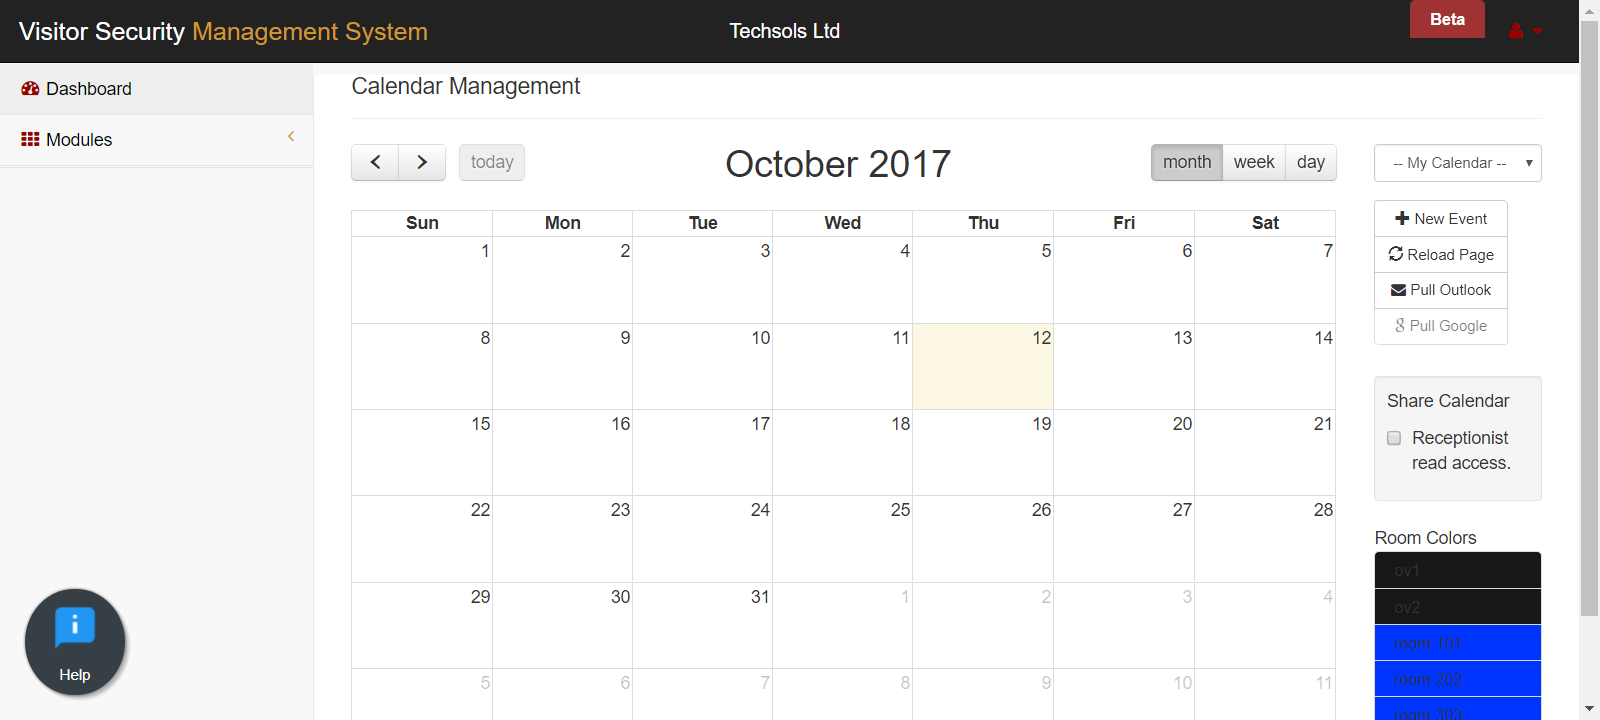 Visitor Security Management System
Techsols Ltd
Beta
Dashboard
Modules
Help
Calendar Management
today
October 2017
month week day
Sun Mon Tue Wed Thu Fri Sat
1 2 3 4 5 6 7
8 9 10 11 12 13 14
15 16 17 18 19 20 21
22 23 24 25 26 27 28
29 30 31 1 2 3 4
5 6 7 8 9 10 11
-- My Calendar --
New Event
Reload Page
Pull Outlook
Pull Google
Share Calendar
Receptionist
read access.
Room Colors
ov1
ov2
room 101
room 202
room 303